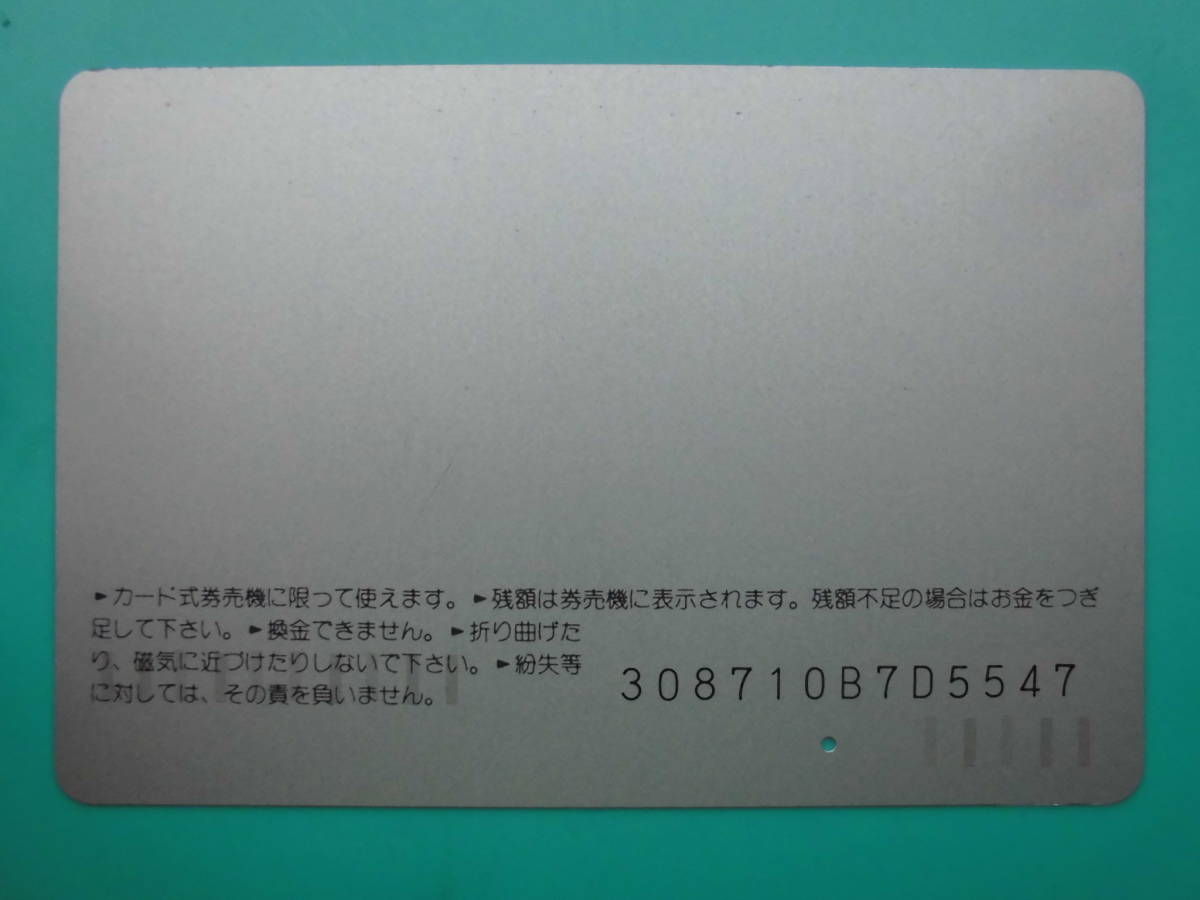 ►カード式券売機に限って使えます。►残額は券売機に表示されます。残額不足の場合はお金をつぎ
足して下さい。►換金できません。►折り曲げた
り、磁気に近づけたりしないで下さい。►紛失等
に対しては、その責を負いません。
308710B7D5547